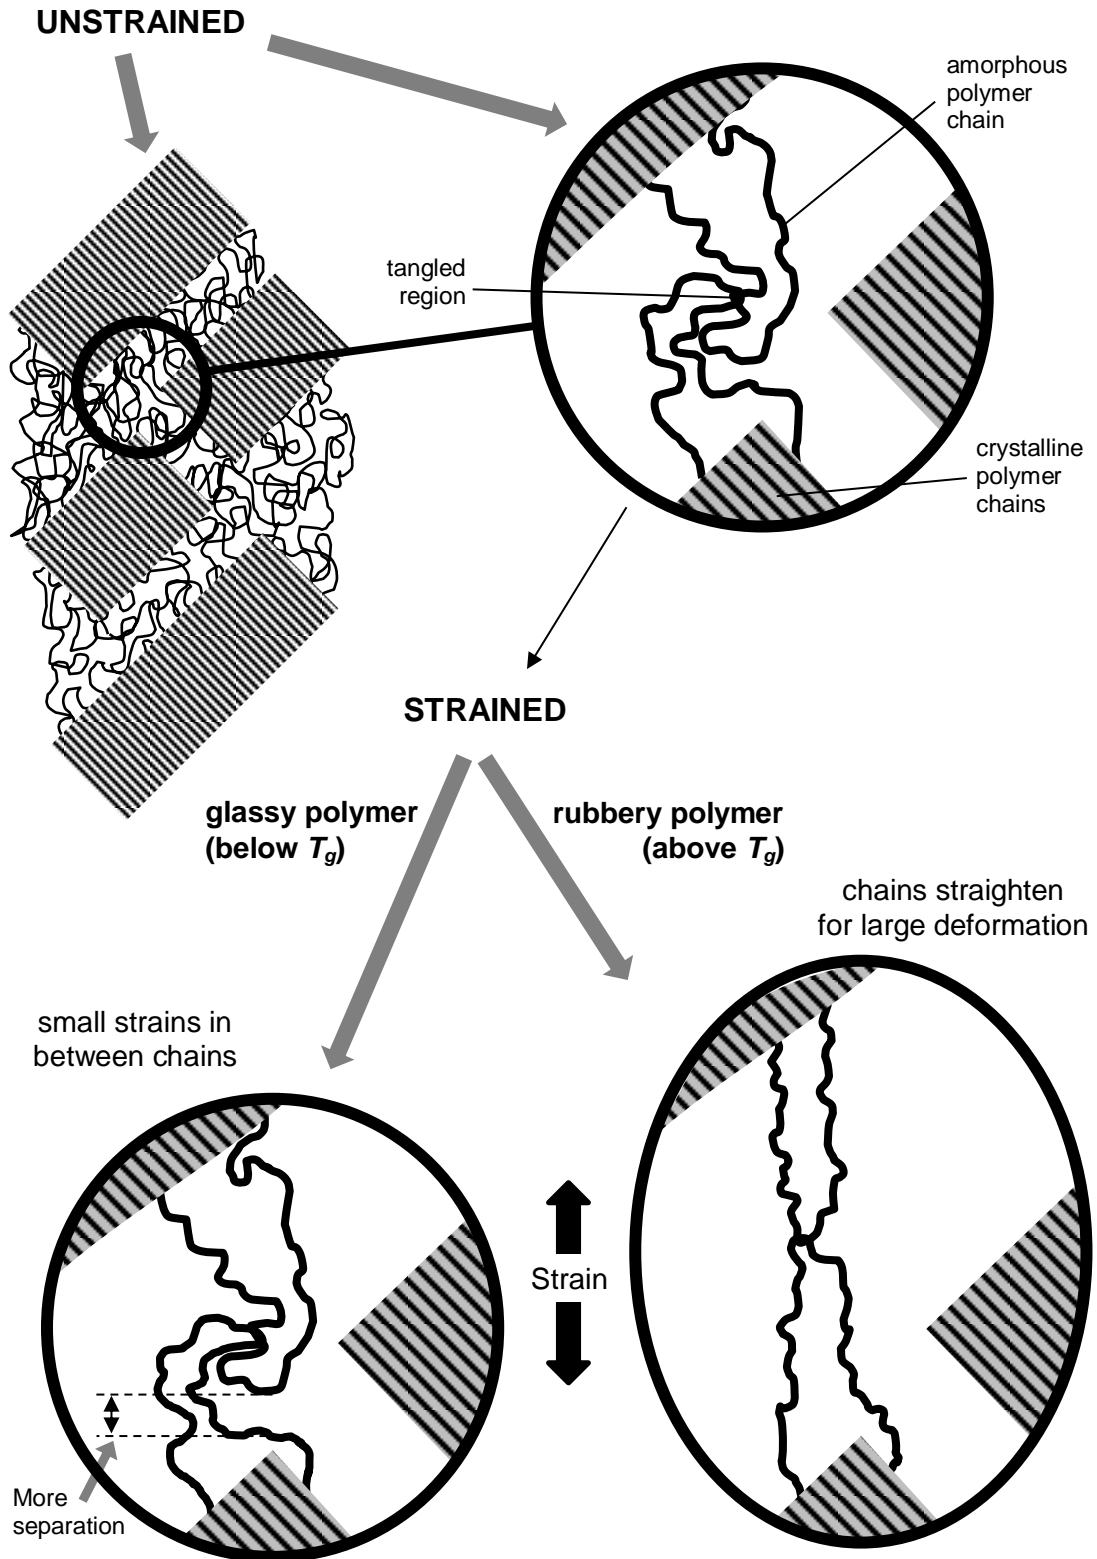 UNSTRAINED
amorphous
polymer
chain
tangled
region
crystalline
polymer
chains
STRAINED
glassy polymer
(below Tg)
rubbery polymer
(above Tg)
chains straighten
for large deformation
small strains in
between chains
Strain
More
separation